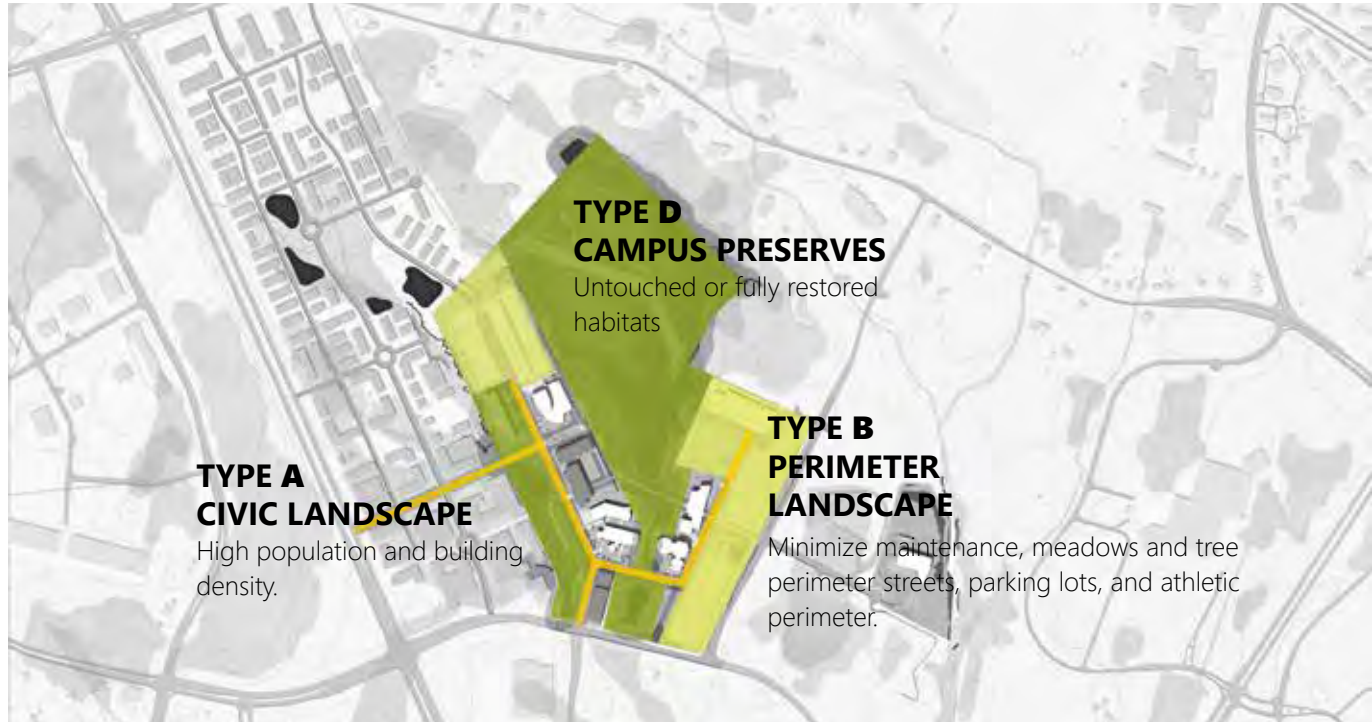 TYPE D
CAMPUS PRESERVES
Untouched or fully restored
habitats
TYPE B
PERIMETER
LANDSCAPE
Minimize maintenance, meadows and tree
perimeter streets, parking lots, and athletic
perimeter.
TYPE A
CIVIC LANDSCAPE
High population and building
density.